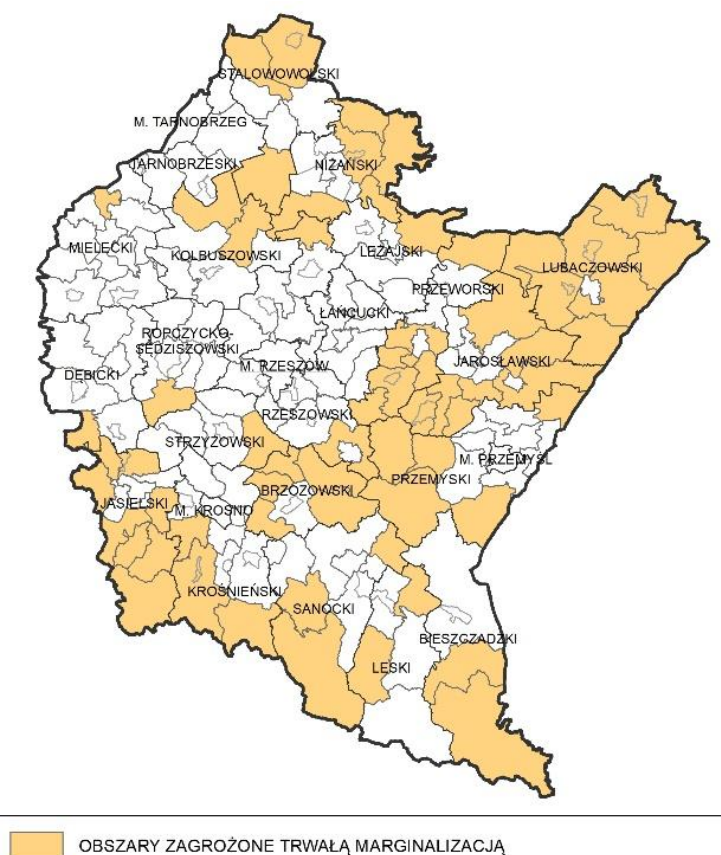 STALOWOWOLSKI
M. TARNOBRZEG
TARNOBRZESKI
NIŻAŃSKI
MIELECKI
KOLBUSZOWSKI
LEŻAJSKI
LUBACZOWSKI
PRZEWORSKI
ŁAŃCUCKI
ROPCZYCKO-
SĘDZISZOWSKI
JAROSŁAWSKI
M. RZESZÓW
DĘBICKI
RZESZOWSKI
STRZYŻOWSKI
M. PRZEMYŚL
PRZEMYSKI
BRZOZOWSKI
JASIELSKI
M. KROSNO
KROŚNIEŃSKI
SANOCKI
BIESZCZADZKI
LESKI
OBSZARY ZAGROŻONE TRWAŁĄ MARGINALIZACJĄ